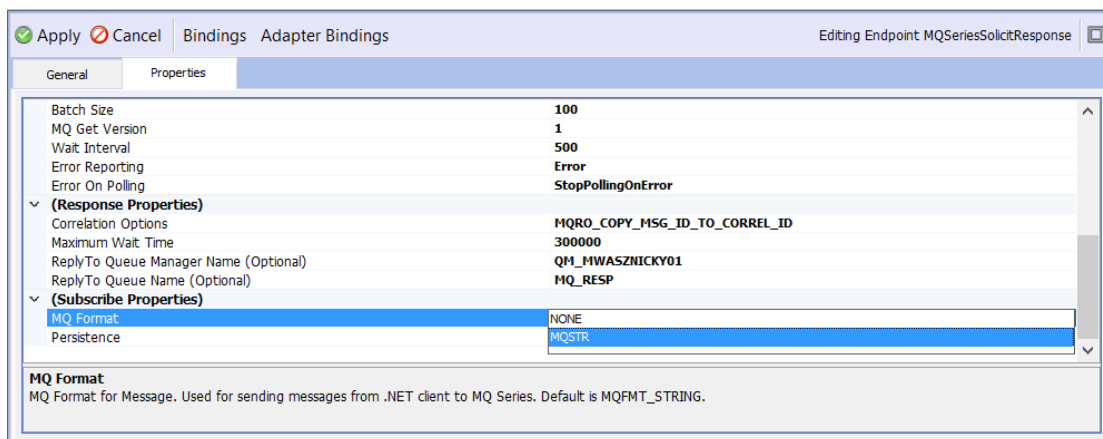 Apply Cancel Bindings Adapter Bindings Editing Endpoint MQSeriesSolicitResponse
General Properties
Batch Size 100
MQ Get Version 1
Wait Interval 500
Error Reporting Error
Error On Polling StopPollingOnError
(Response Properties)
Correlation Options MQRO_COPY_MSG_ID_TO_CORREL_ID
Maximum Wait Time 300000
ReplyTo Queue Manager Name (Optional) QM_MWASZNICKY01
ReplyTo Queue Name (Optional) MQ_RESP
(Subscribe Properties)
MQ Format NONE
Persistence MQSTR
MQ Format
MQ Format for Message. Used for sending messages from .NET client to MQ Series. Default is MQFMT_STRING.